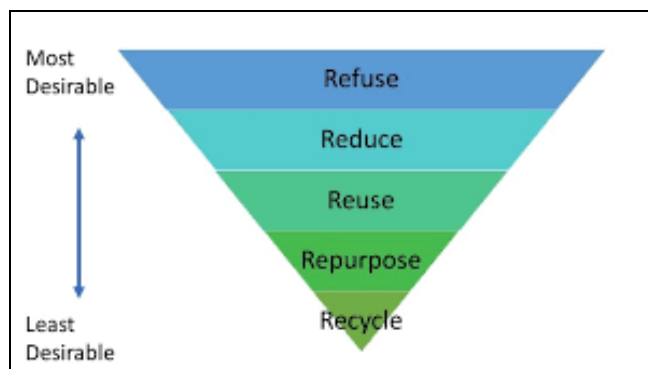 Most
Desirable
Refuse
Reduce
Reuse
Repurpose
Recycle
Least
Desirable